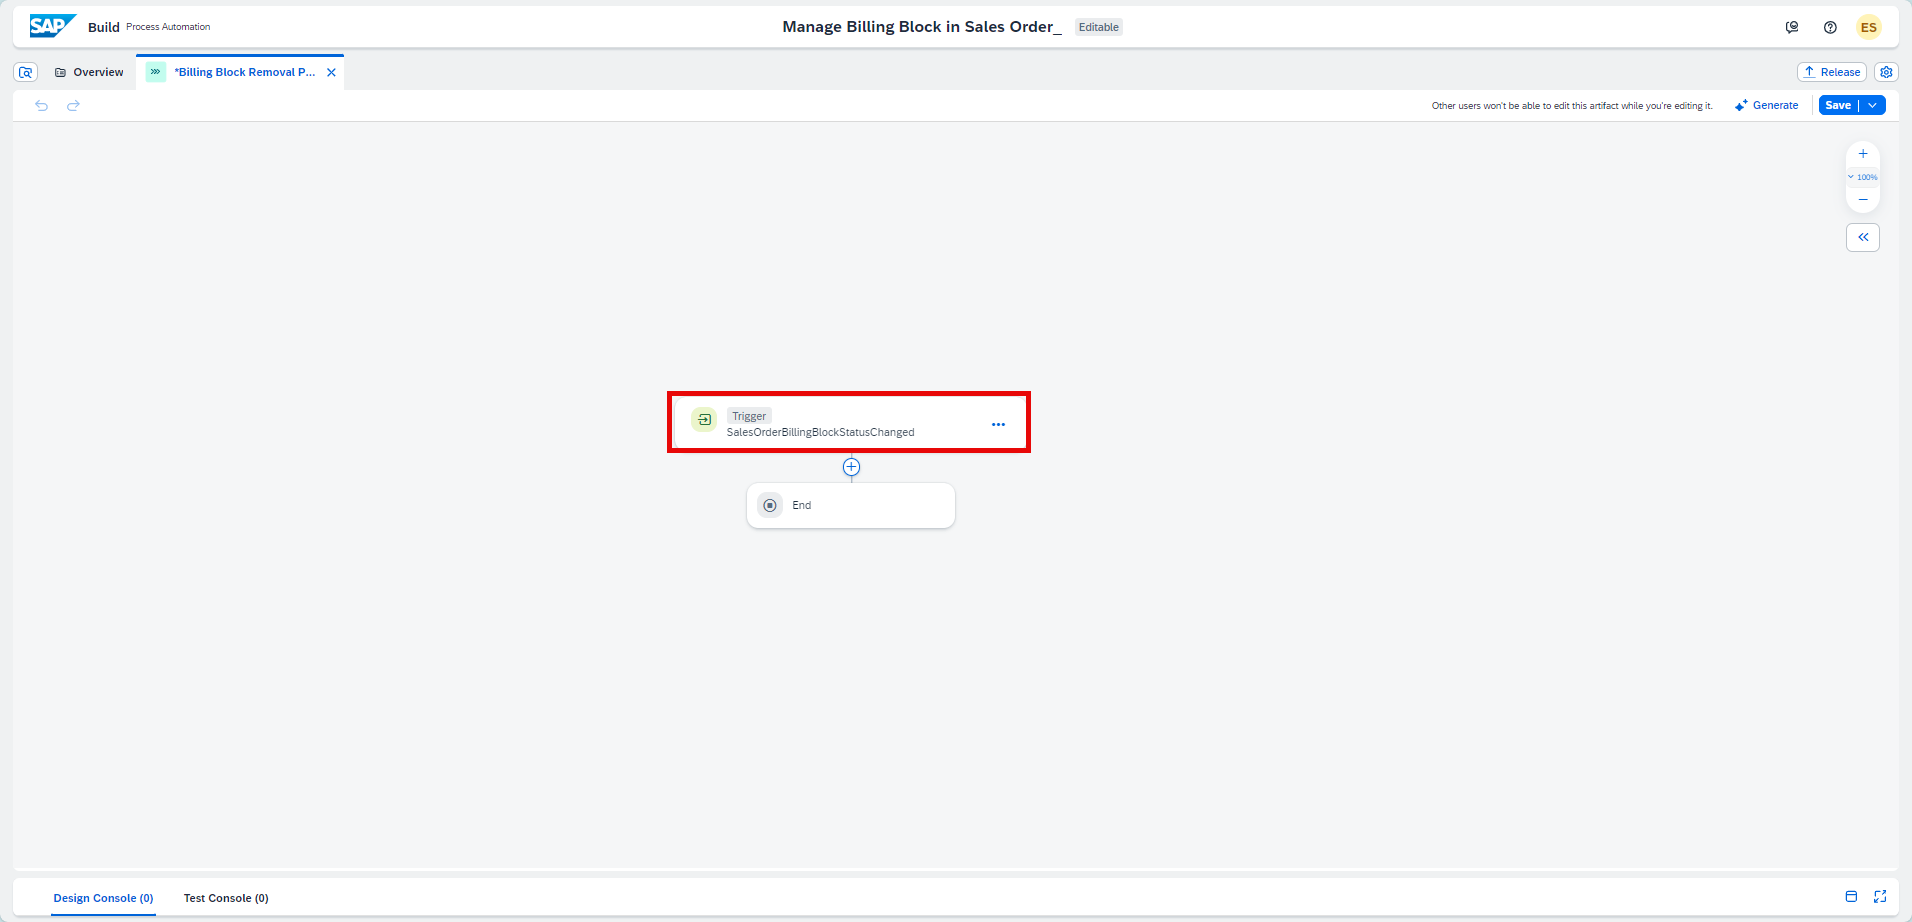 SAP Build Process Automation
Manage Billing Block in Sales Order_ Editable
ES
Overview
*Billing Block Removal P...
Release
Other users won't be able to edit this artifact while you're editing it.
Generate
Save
100%
Trigger
SalesOrderBillingBlockStatusChanged
End
Design Console (0)
Test Console (0)